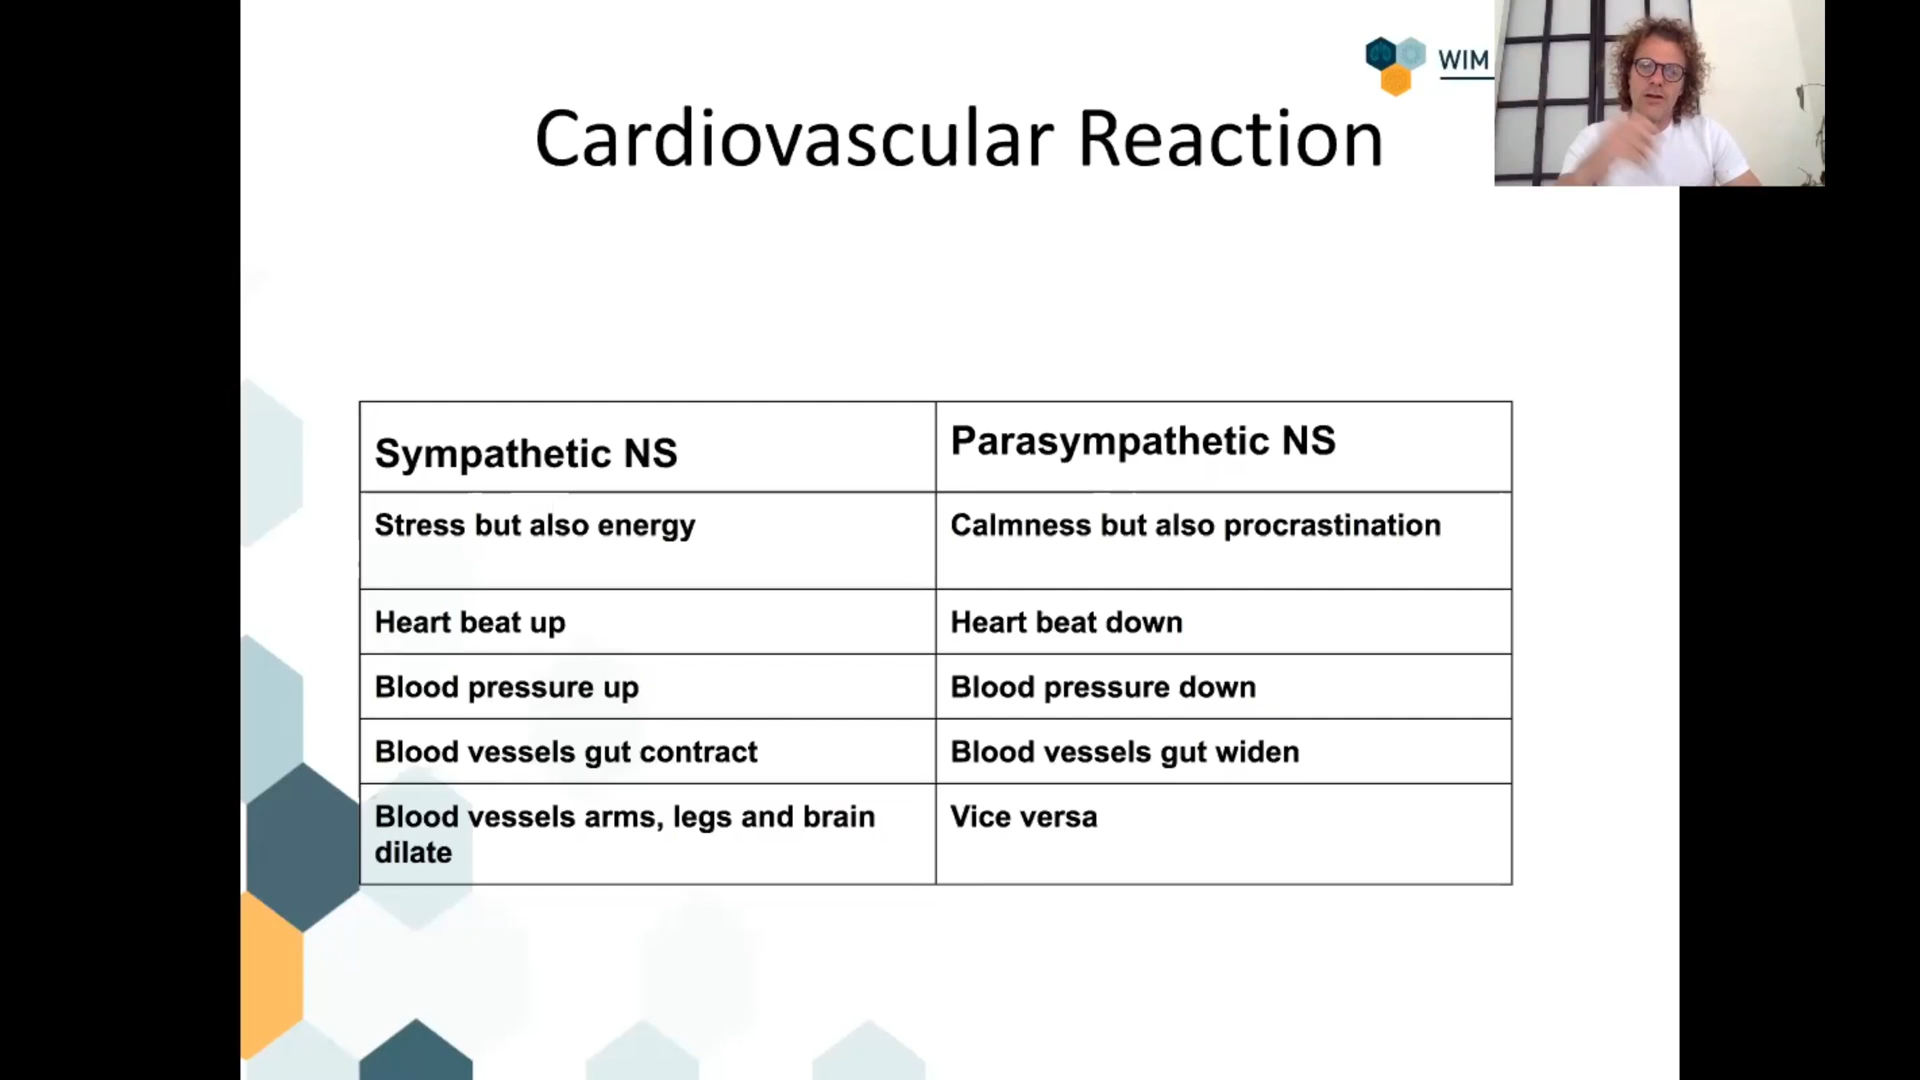 WIM
Cardiovascular Reaction
Sympathetic NS
Parasympathetic NS
Stress but also energy
Calmness but also procrastination
Heart beat up
Heart beat down
Blood pressure up
Blood pressure down
Blood vessels gut contract
Blood vessels gut widen
Blood vessels arms, legs and brain
dilate
Vice versa